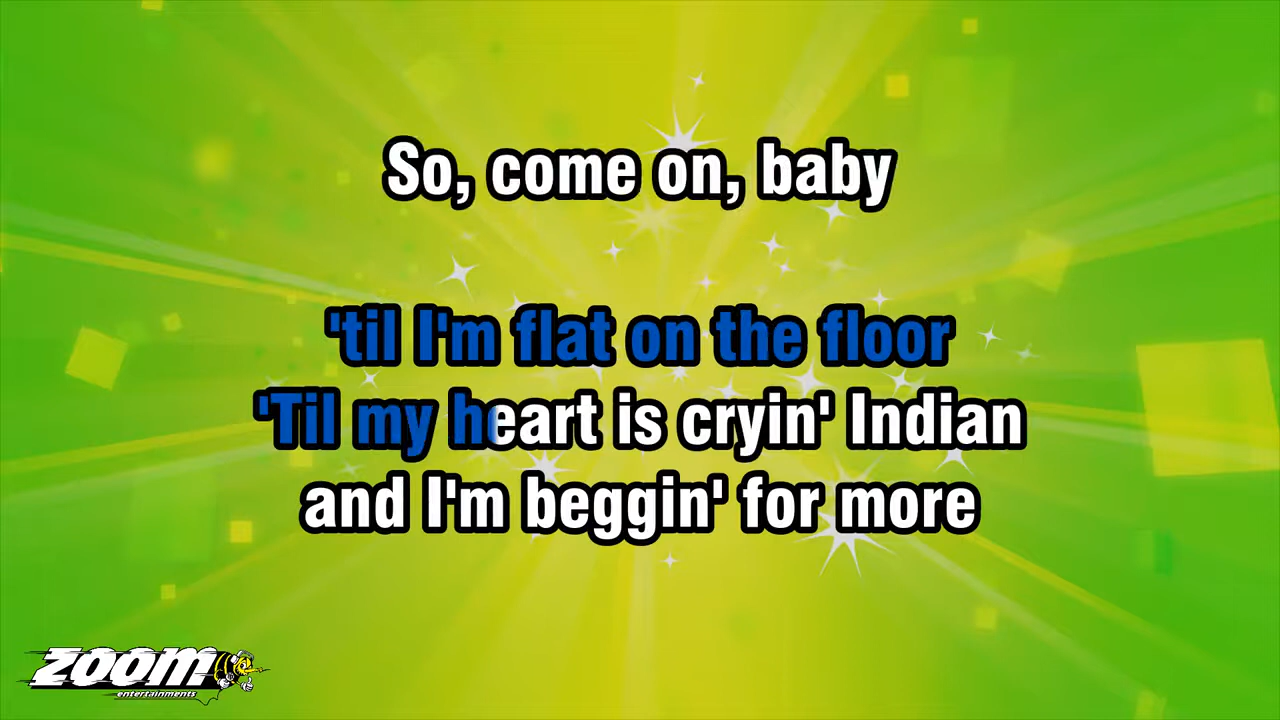 So, come on, baby
'til I'm flat on the floor
'Til my heart is cryin' Indian
and I'm beggin' for more
ZOOM
entertainments